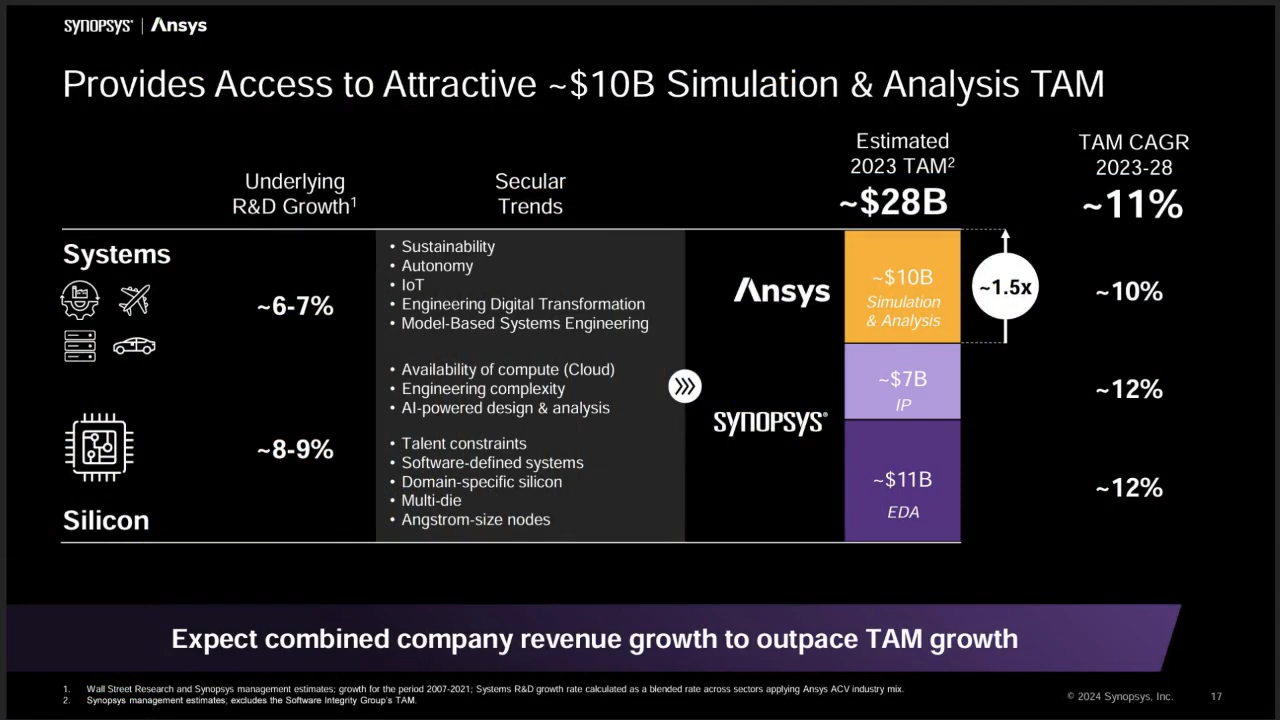 SYNOPSYS® | Ansys
Provides Access to Attractive ~$10B Simulation & Analysis TAM
Underlying
R&D Growth¹
Secular
Trends
Estimated
2023 TAM²
~$28B
TAM CAGR
2023-28
~11%
Systems
~6-7%
• Sustainability
• Autonomy
• IoT
• Engineering Digital Transformation
• Model-Based Systems Engineering
• Availability of compute (Cloud)
• Engineering complexity
• AI-powered design & analysis
• Talent constraints
• Software-defined systems
• Domain-specific silicon
• Multi-die
• Angstrom-size nodes
~8-9%
Silicon
Ansys
~$10B
Simulation
& Analysis
~1.5x
~10%
SYNOPSYS®
~$7B
IP
~12%
~$11B
EDA
~12%
Expect combined company revenue growth to outpace TAM growth
1. Wall Street Research and Synopsys management estimates; growth for the period 2007-2021; Systems R&D growth rate calculated as a blended rate across sectors applying Ansys ACV industry mix.
2. Synopsys management estimates; excludes the Software Integrity Group's TAM.
© 2024 Synopsys, Inc. 17